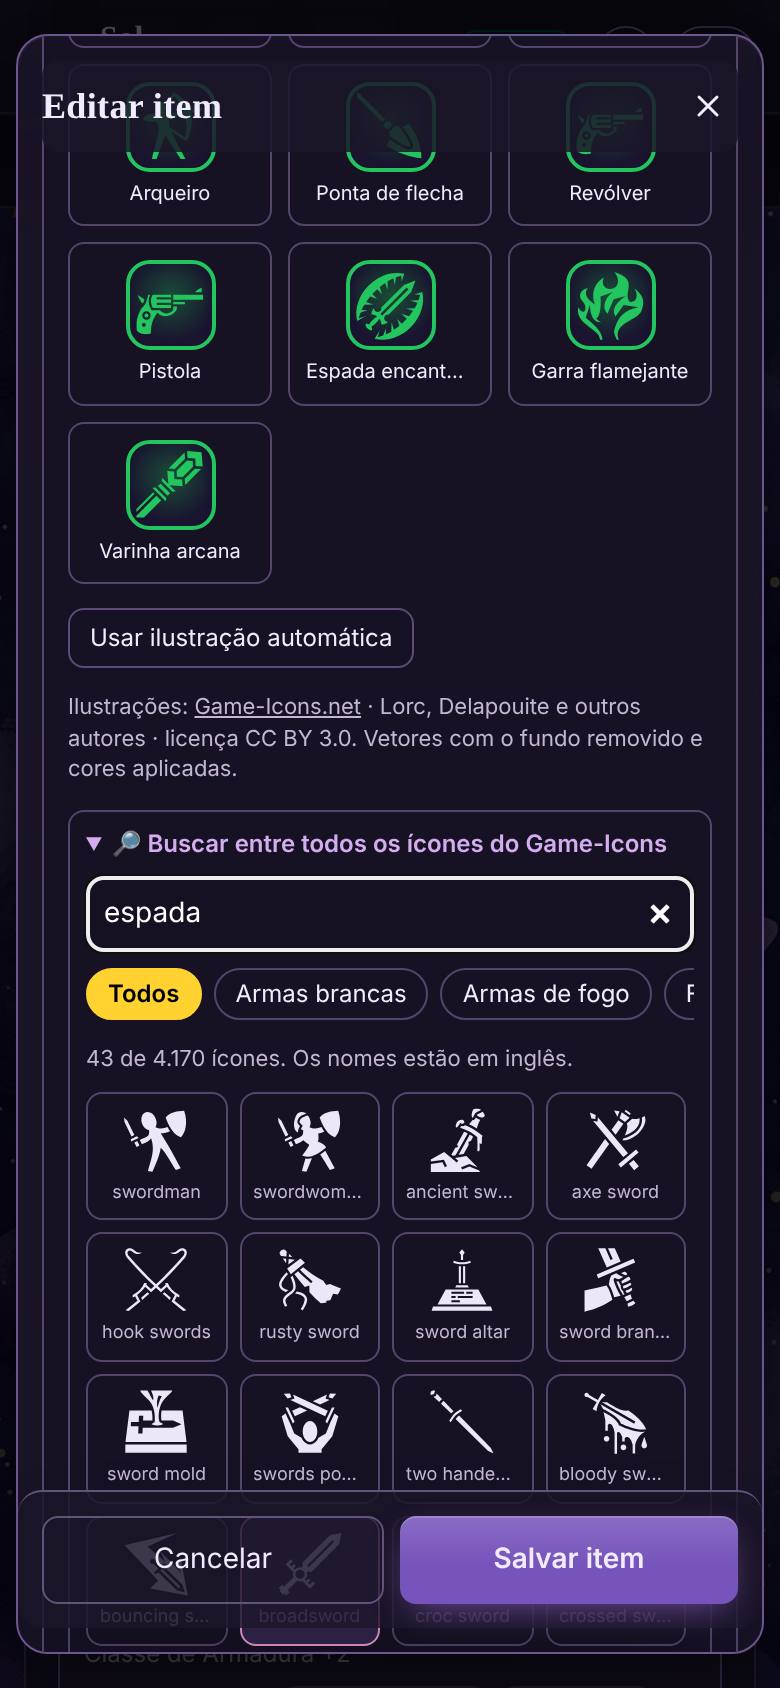 Editar item
Arqueiro
Ponta de flecha
Revólver
Pistola
Espada encant...
Garra flamejante
Varinha arcana
Usar ilustração automática
Ilustrações: Game-Icons.net · Lorc, Delapouite e outros
autores · licença CC BY 3.0. Vetores com o fundo removido e
cores aplicadas.
▼ 🔎 Buscar entre todos os ícones do Game-Icons
espada
Todos
Armas brancas
Armas de fogo
43 de 4.170 ícones. Os nomes estão em inglês.
swordman
swordwom...
ancient sw...
axe sword
hook swords
rusty sword
sword altar
sword bran...
sword mold
swords po...
two hande...
bloody sw...
Cancelar
Salvar item
bouncing s...
broadsword
croc sword
crossed sw...
Classe de Armadura +2